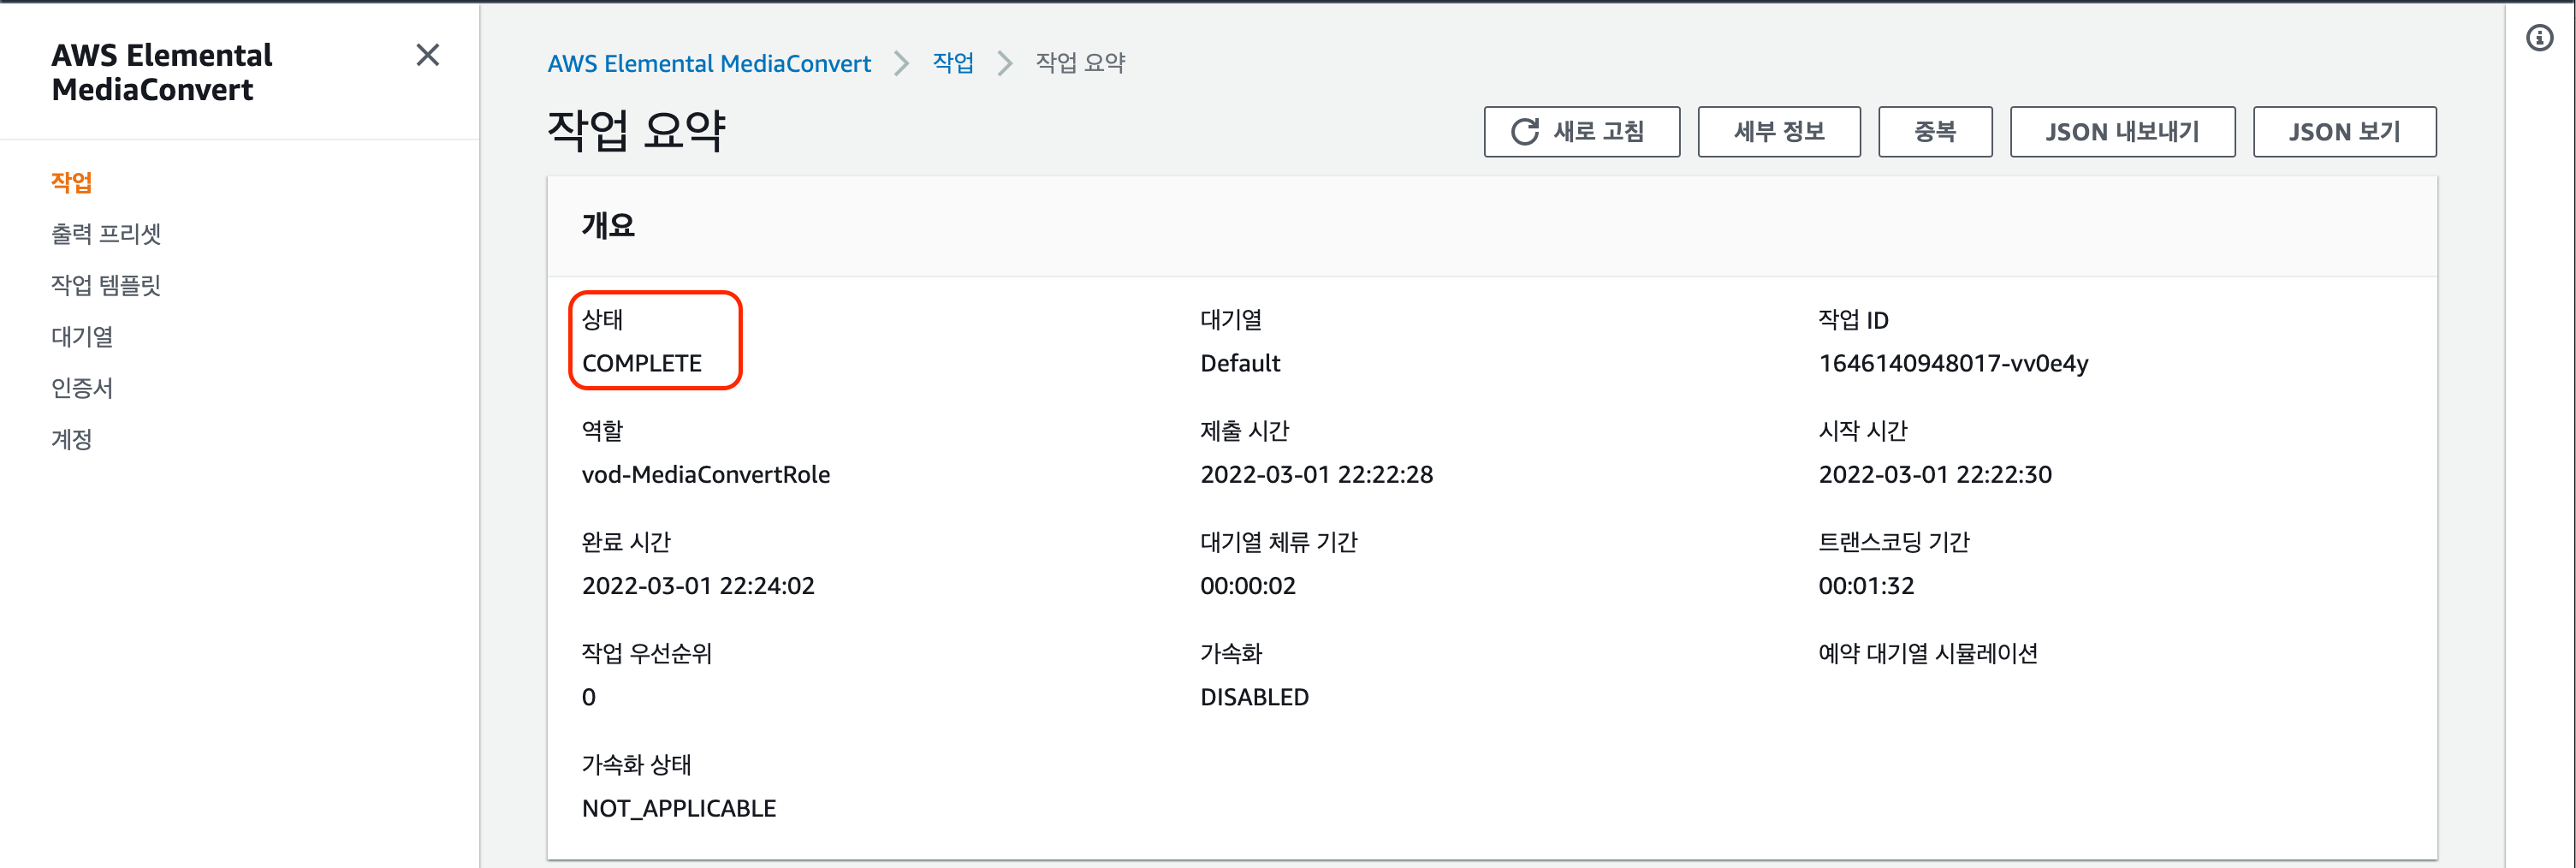 AWS Elemental
MediaConvert
작업
출력 프리셋
작업 템플릿
대기열
인증서
계정
AWS Elemental MediaConvert > 작업 > 작업 요약
작업 요약
새로 고침
세부 정보
중복
JSON 내보내기
JSON 보기
개요
상태
COMPLETE
대기열
Default
작업 ID
1646140948017-vv0e4y
역할
vod-MediaConvertRole
제출 시간
2022-03-01 22:22:28
시작 시간
2022-03-01 22:22:30
완료 시간
2022-03-01 22:24:02
대기열 체류 기간
00:00:02
트랜스코딩 기간
00:01:32
작업 우선순위
0
가속화
DISABLED
예약 대기열 시뮬레이션
가속화 상태
NOT_APPLICABLE